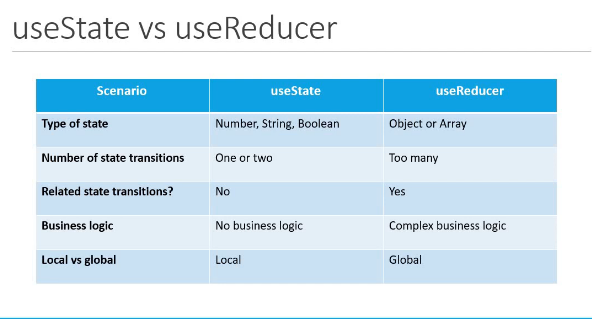 useState vs useReducer
Scenario useState useReducer
Type of state Number, String, Boolean Object or Array
Number of state transitions One or two Too many
Related state transitions? No Yes
Business logic No business logic Complex business logic
Local vs global Local Global